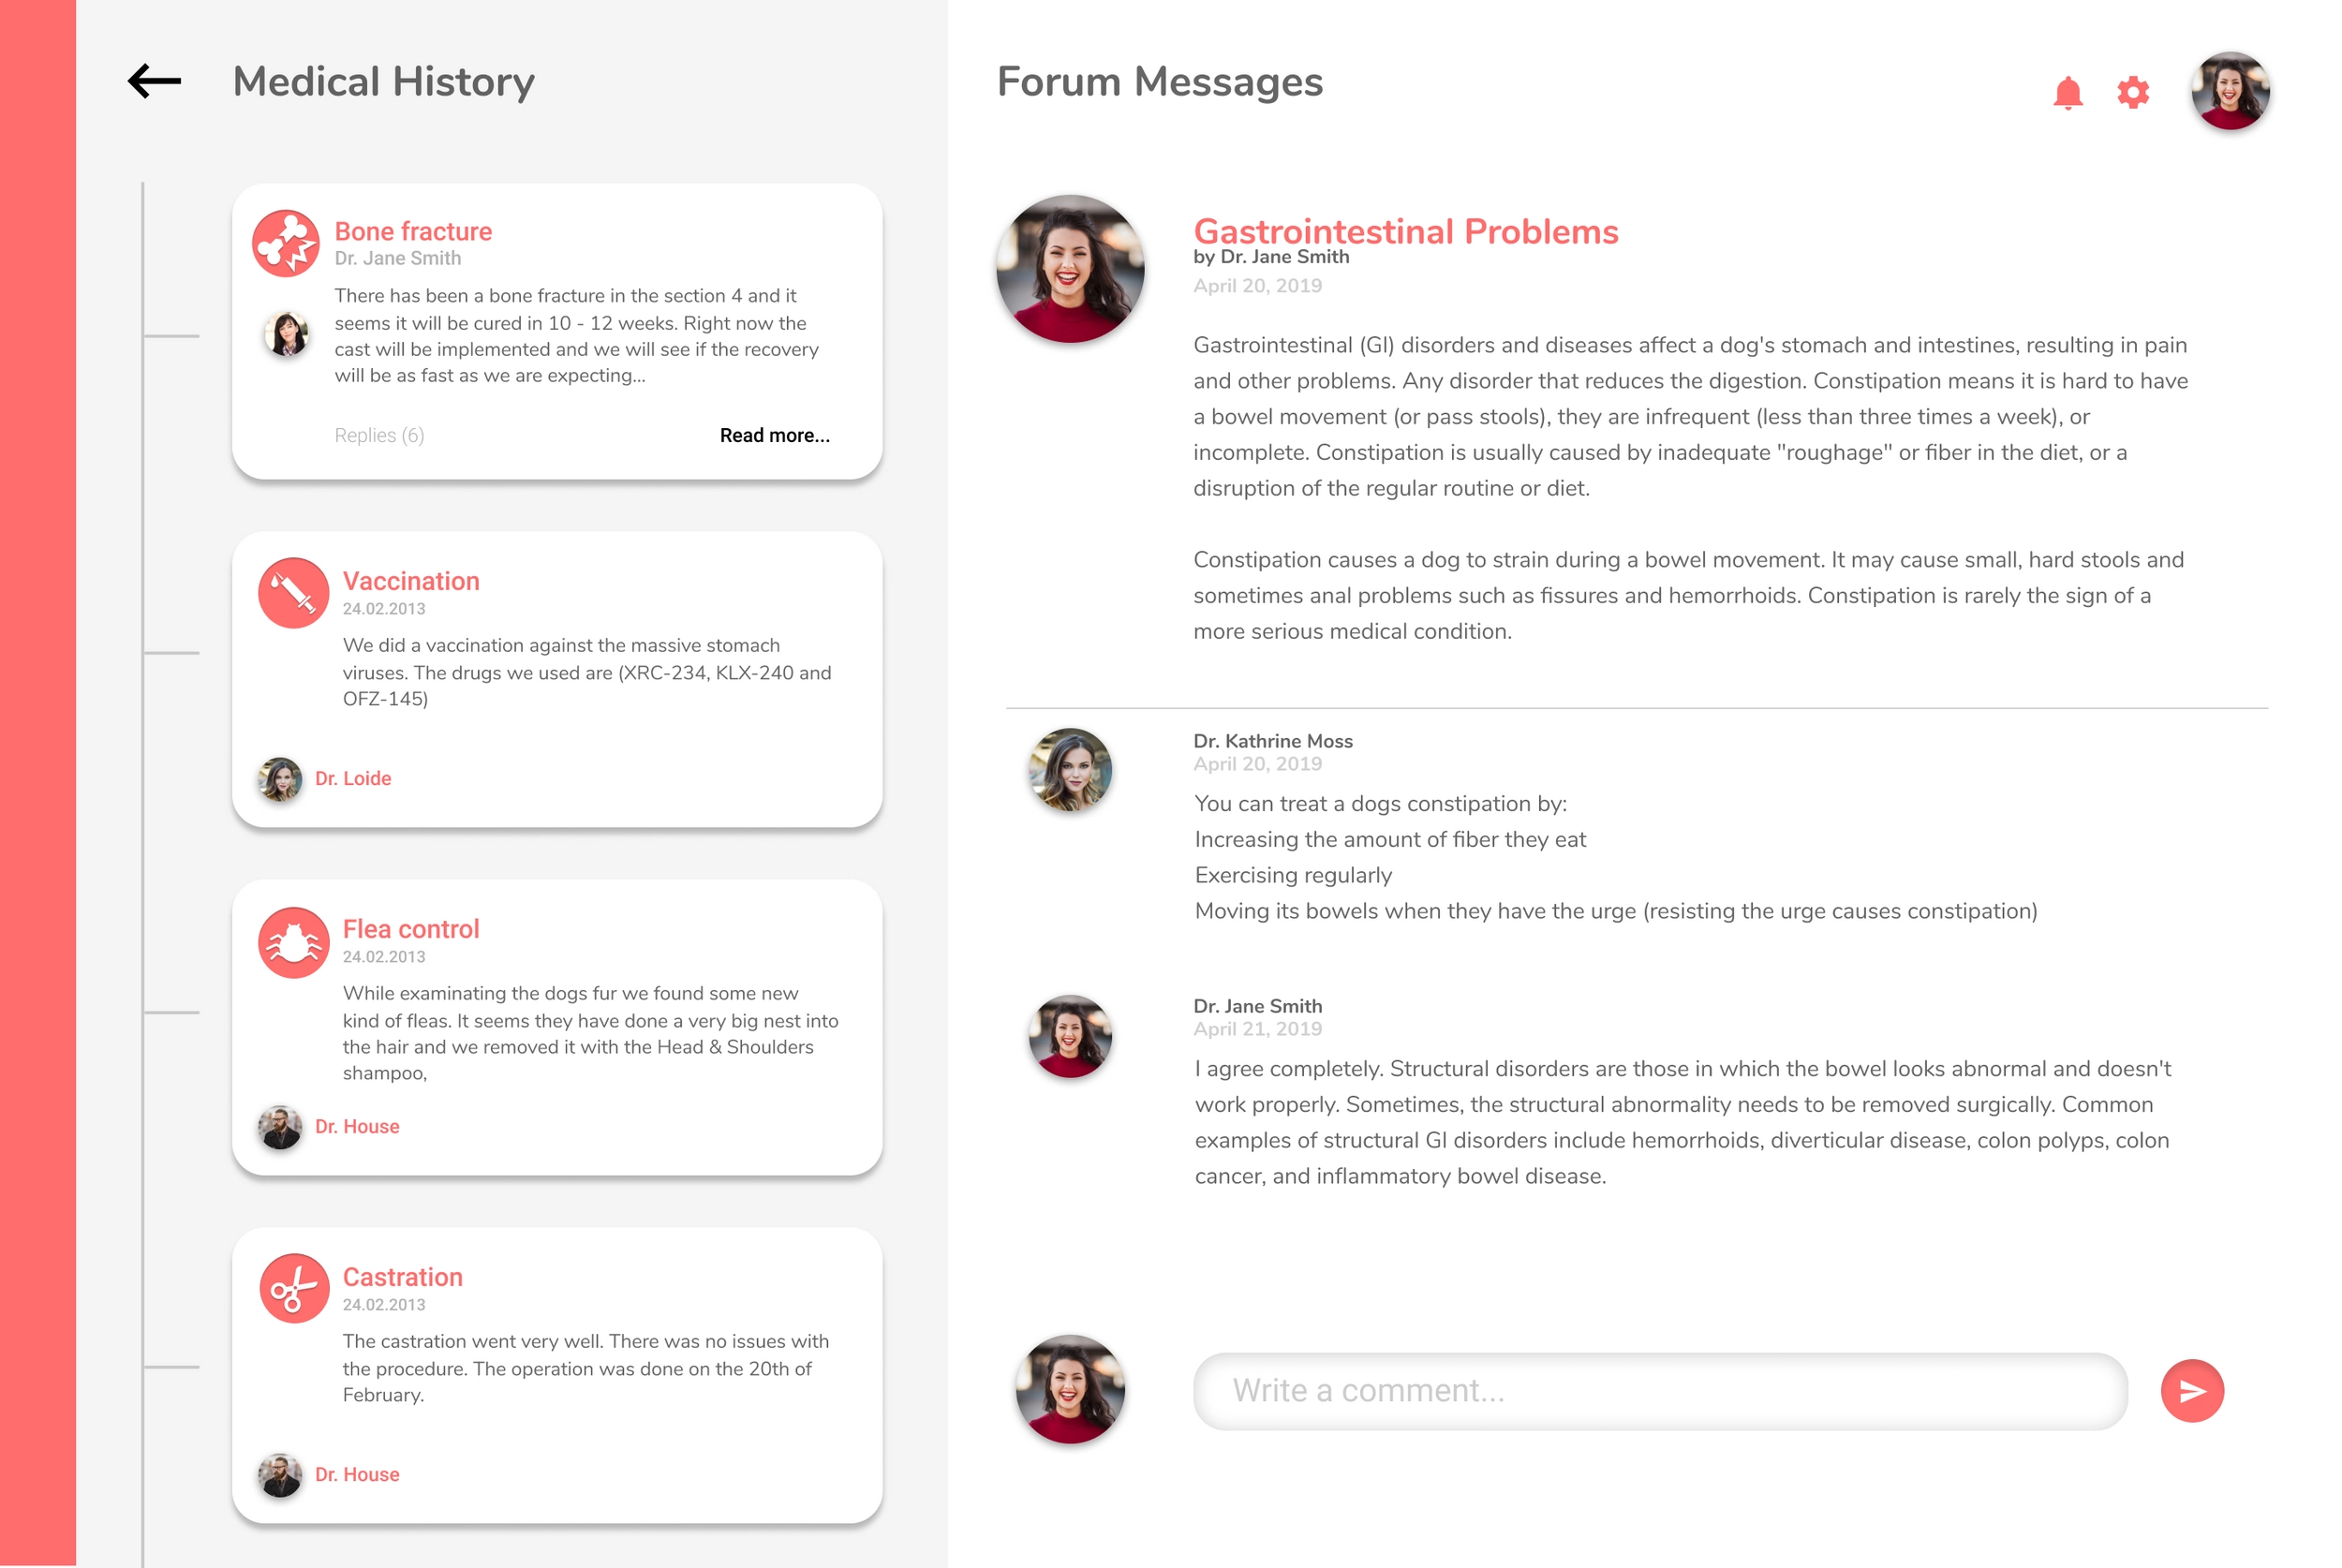 Medical History
Bone fracture
Dr. Jane Smith
There has been a bone fracture in the section 4 and it
seems it will be cured in 10 - 12 weeks. Right now the
cast will be implemented and we will see if the recovery
will be as fast as we are expecting...
Replies (6)
Read more...
Vaccination
24.02.2013
We did a vaccination against the massive stomach
viruses. The drugs we used are (XRC-234, KLX-240 and
OFZ-145)
Dr. Loide
Flea control
24.02.2013
While examinating the dogs fur we found some new
kind of fleas. It seems they have done a very big nest into
the hair and we removed it with the Head & Shoulders
shampoo,
Dr. House
Castration
24.02.2013
The castration went very well. There was no issues with
the procedure. The operation was done on the 20th of
February.
Dr. House
Forum Messages
Gastrointestinal Problems
by Dr. Jane Smith
April 20, 2019
Gastrointestinal (GI) disorders and diseases affect a dog's stomach and intestines, resulting in pain
and other problems. Any disorder that reduces the digestion. Constipation means it is hard to have
a bowel movement (or pass stools), they are infrequent (less than three times a week), or
incomplete. Constipation is usually caused by inadequate "roughage" or fiber in the diet, or a
disruption of the regular routine or diet.
Constipation causes a dog to strain during a bowel movement. It may cause small, hard stools and
sometimes anal problems such as fissures and hemorrhoids. Constipation is rarely the sign of a
more serious medical condition.
Dr. Kathrine Moss
April 20, 2019
You can treat a dogs constipation by:
Increasing the amount of fiber they eat
Exercising regularly
Moving its bowels when they have the urge (resisting the urge causes constipation)
Dr. Jane Smith
April 21, 2019
I agree completely. Structural disorders are those in which the bowel looks abnormal and doesn't
work properly. Sometimes, the structural abnormality needs to be removed surgically. Common
examples of structural GI disorders include hemorrhoids, diverticular disease, colon polyps, colon
cancer, and inflammatory bowel disease.
Write a comment...